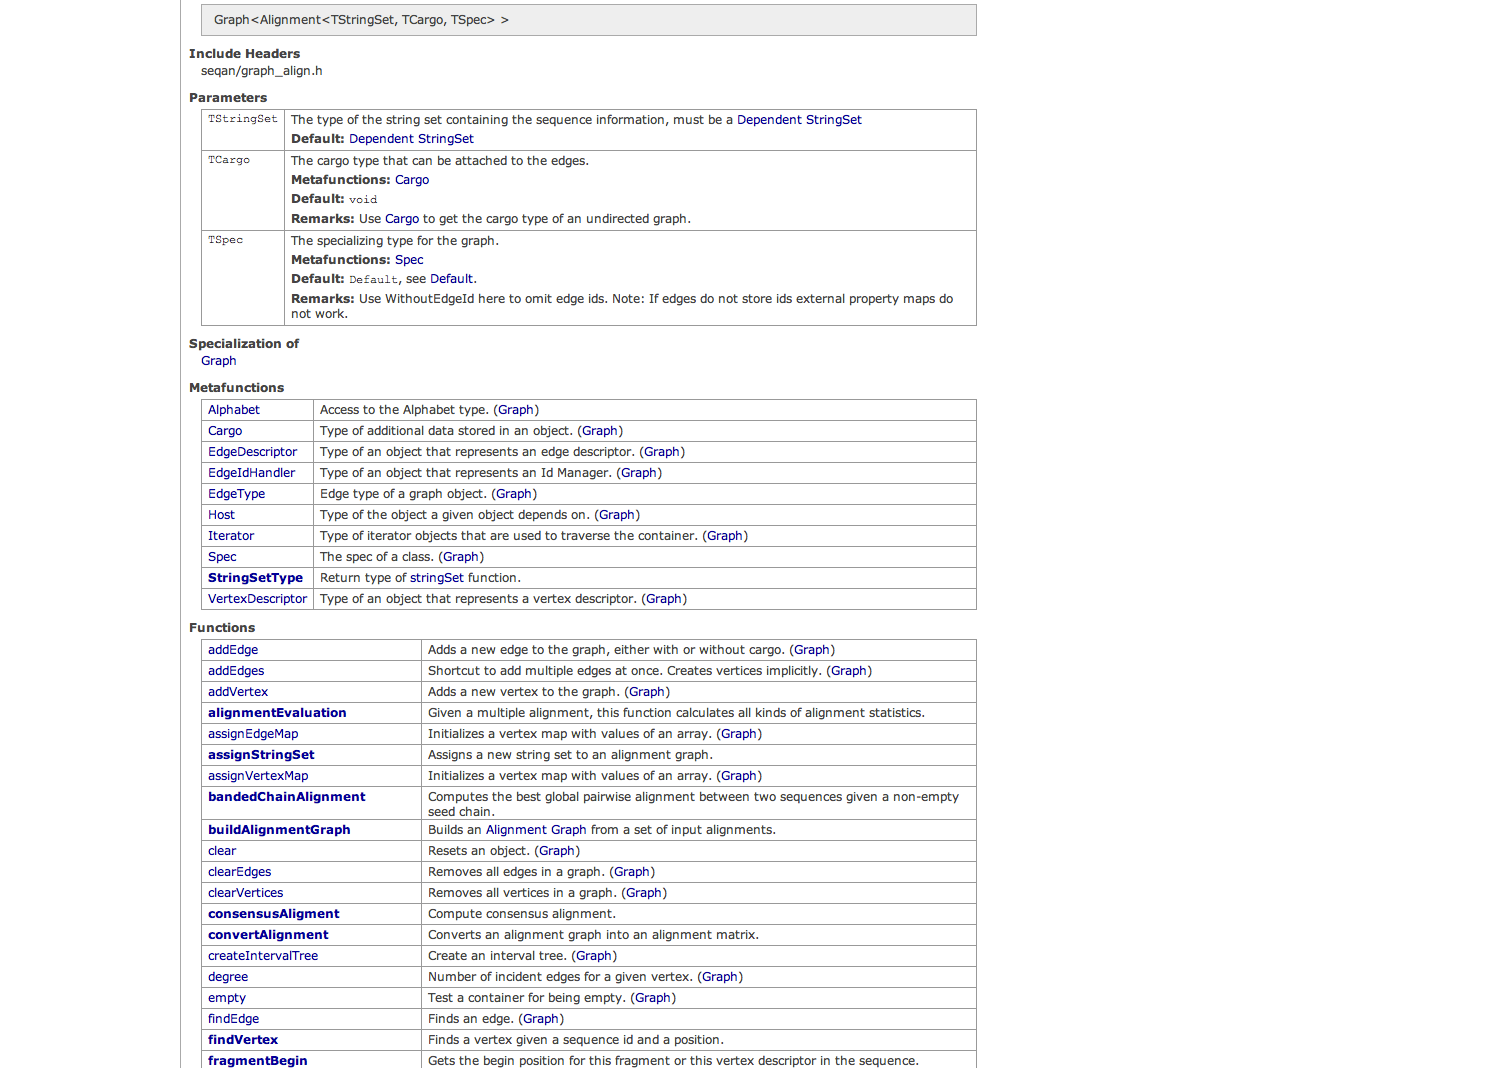 Graph<Alignment<TStringSet, TCargo, TSpec> >
Include Headers
seqan/graph_align.h
Parameters
TStringSet The type of the string set containing the sequence information, must be a Dependent StringSet
Default: Dependent StringSet
TCargo The cargo type that can be attached to the edges.
Metafunctions: Cargo
Default: void
Remarks: Use Cargo to get the cargo type of an undirected graph.
TSpec The specializing type for the graph.
Metafunctions: Spec
Default: Default, see Default.
Remarks: Use WithoutEdgeId here to omit edge ids. Note: If edges do not store ids external property maps do
not work.
Specialization of
Graph
Metafunctions
Alphabet Access to the Alphabet type. (Graph)
Cargo Type of additional data stored in an object. (Graph)
EdgeDescriptor Type of an object that represents an edge descriptor. (Graph)
EdgeIdHandler Type of an object that represents an Id Manager. (Graph)
EdgeType Edge type of a graph object. (Graph)
Host Type of the object a given object depends on. (Graph)
Iterator Type of iterator objects that are used to traverse the container. (Graph)
Spec The spec of a class. (Graph)
StringSetType Return type of stringSet function.
VertexDescriptor Type of an object that represents a vertex descriptor. (Graph)
Functions
addEdge Adds a new edge to the graph, either with or without cargo. (Graph)
addEdges Shortcut to add multiple edges at once. Creates vertices implicitly. (Graph)
addVertex Adds a new vertex to the graph. (Graph)
alignmentEvaluation Given a multiple alignment, this function calculates all kinds of alignment statistics.
assignEdgeMap Initializes a vertex map with values of an array. (Graph)
assignStringSet Assigns a new string set to an alignment graph.
assignVertexMap Initializes a vertex map with values of an array. (Graph)
bandedChainAlignment Computes the best global pairwise alignment between two sequences given a non-empty
seed chain.
buildAlignmentGraph Builds an Alignment Graph from a set of input alignments.
clear Resets an object. (Graph)
clearEdges Removes all edges in a graph. (Graph)
clearVertices Removes all vertices in a graph. (Graph)
consensusAligment Compute consensus alignment.
convertAlignment Converts an alignment graph into an alignment matrix.
createIntervalTree Create an interval tree. (Graph)
degree Number of incident edges for a given vertex. (Graph)
empty Test a container for being empty. (Graph)
findEdge Finds an edge. (Graph)
findVertex Finds a vertex given a sequence id and a position.
fragmentBegin Gets the begin position for this fragment or this vertex descriptor in the sequence.